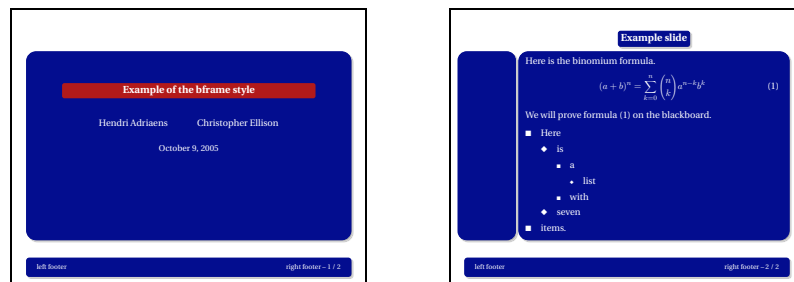 Example of the bframe style
Hendri Adriaens Christopher Ellison
October 9, 2005
left footer right footer – 1 / 2
Example slide
Here is the binomium formula.
(a + b)^n = \sum_{k=0}^{n} \binom{n}{k} a^{n-k} b^k (1)
We will prove formula (1) on the blackboard.
■ Here
◆ is
■ a
◆ list
■ with
◆ seven
■ items.
left footer right footer – 2 / 2